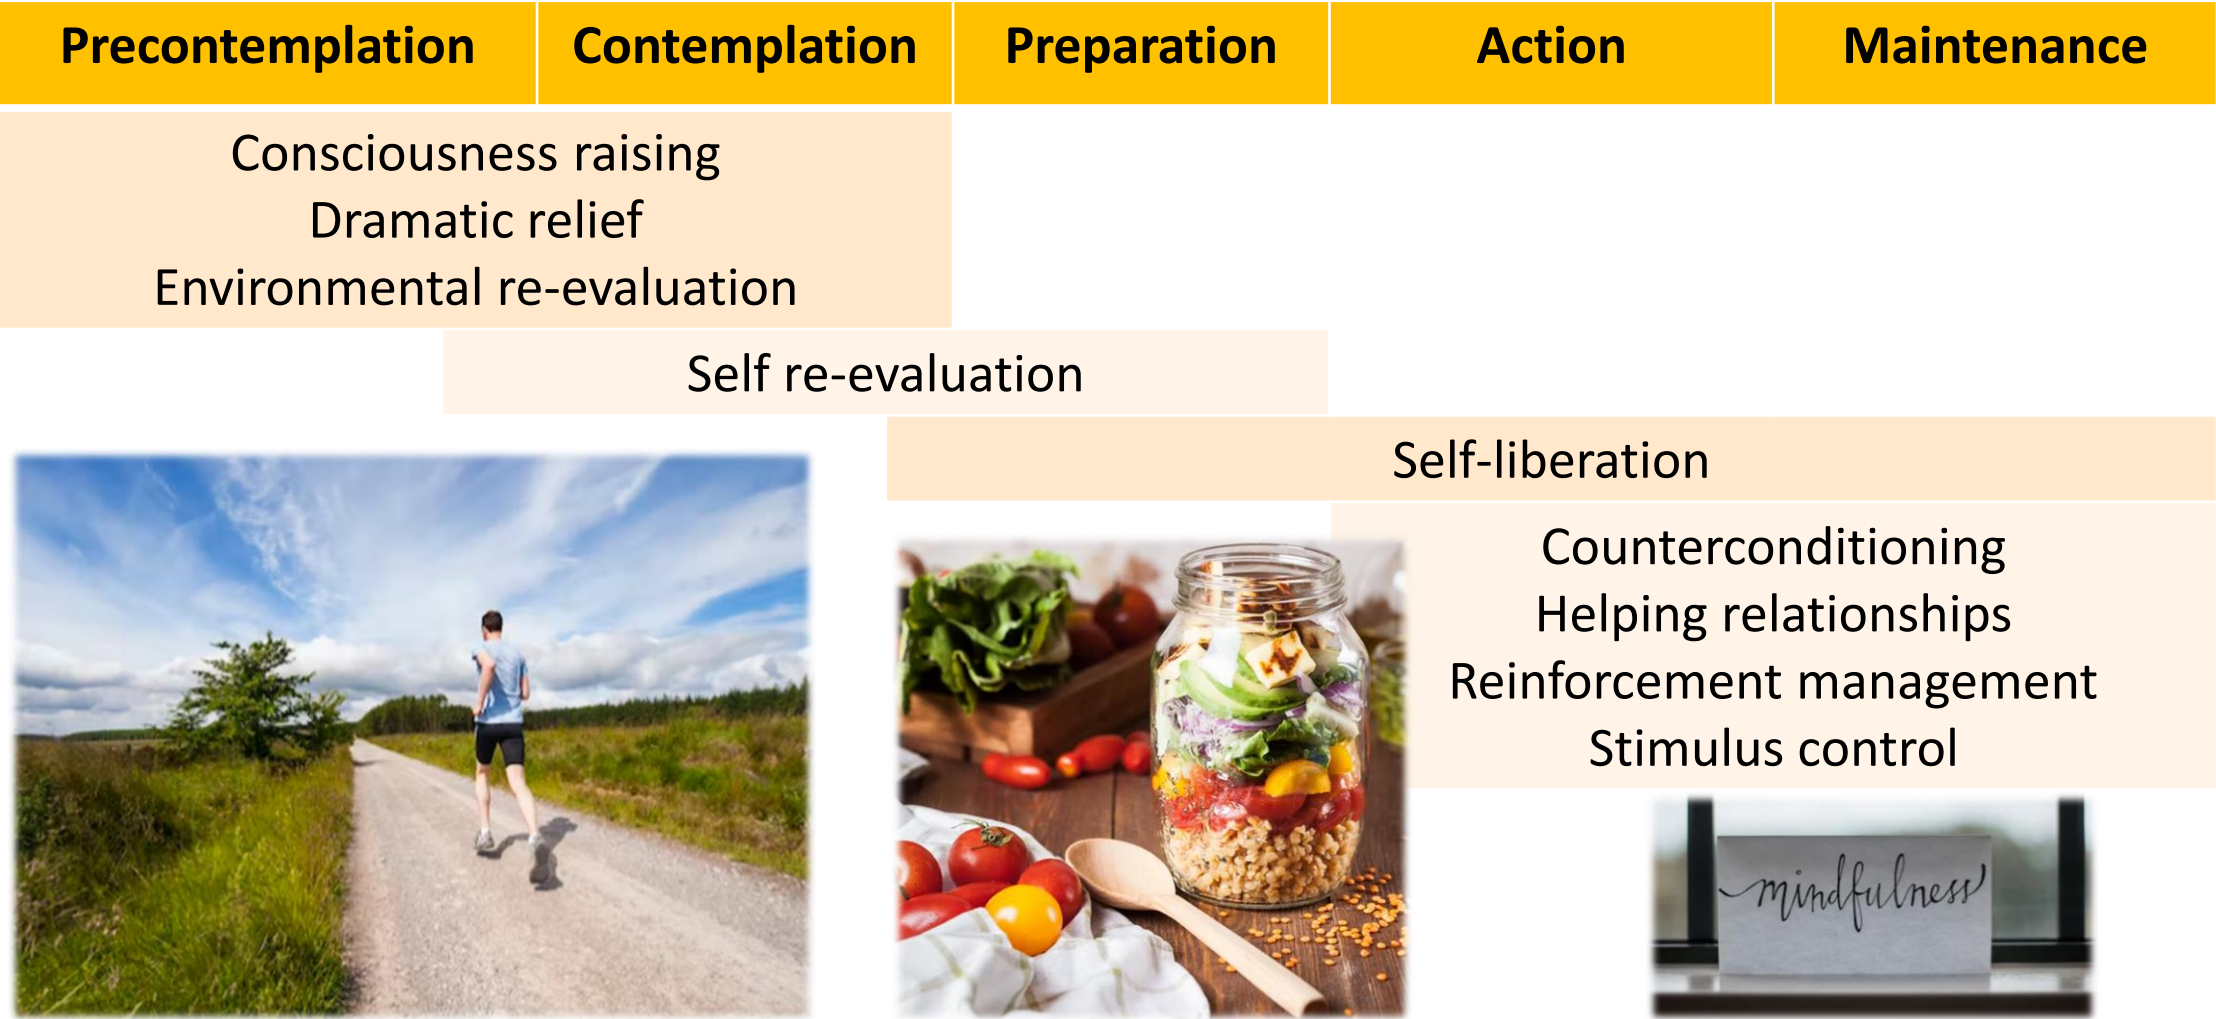 Precontemplation Contemplation Preparation Action Maintenance
Consciousness raising
Dramatic relief
Environmental re-evaluation
Self re-evaluation
Self-liberation
Counterconditioning
Helping relationships
Reinforcement management
Stimulus control
mindfulness